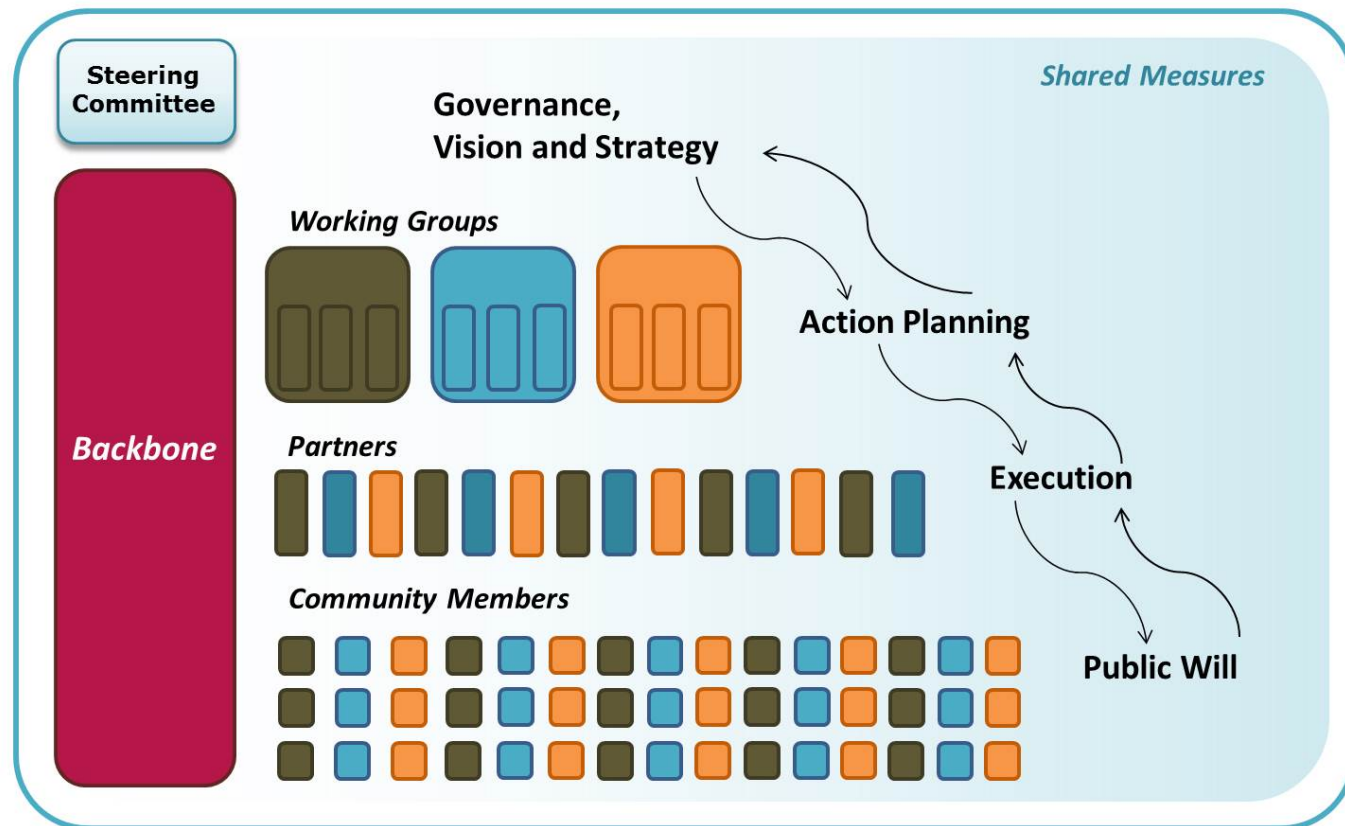 Steering
Committee
Shared Measures
Governance,
Vision and Strategy
Working Groups
Action Planning
Backbone
Partners
Execution
Community Members
Public Will